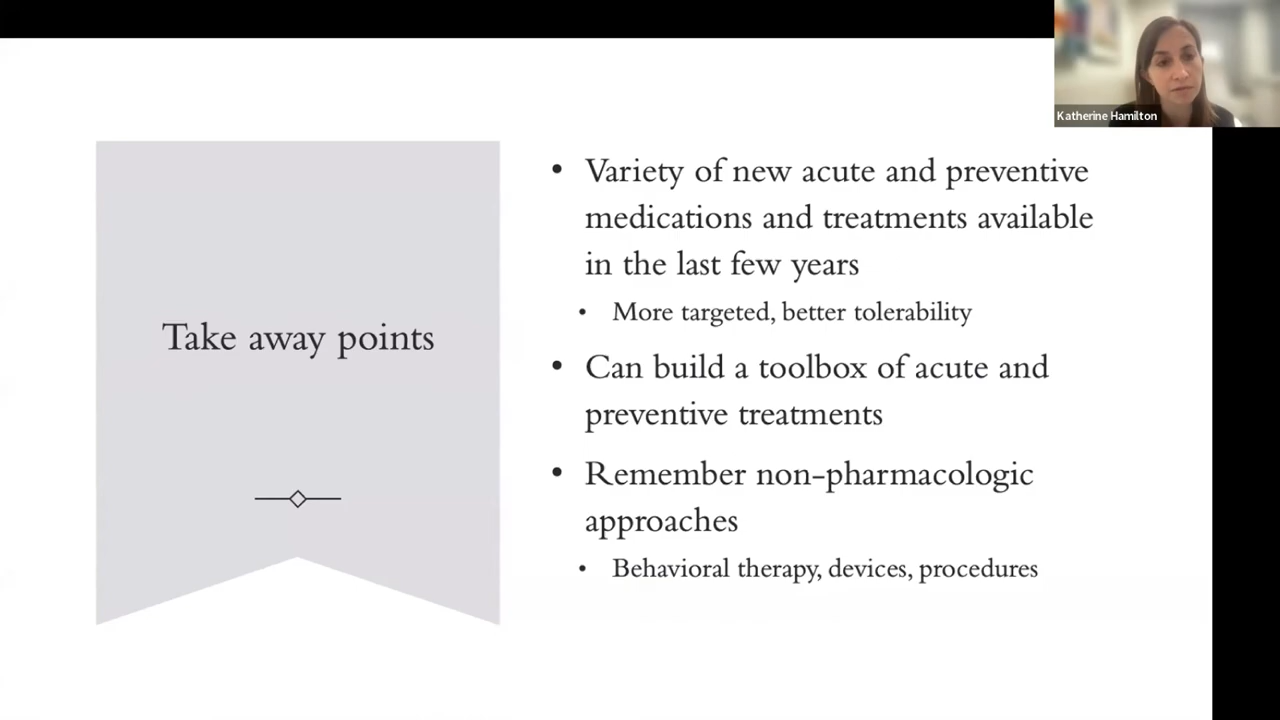 Katherine Hamilton
Take away points
• Variety of new acute and preventive
medications and treatments available
in the last few years
• More targeted, better tolerability
• Can build a toolbox of acute and
preventive treatments
• Remember non-pharmacologic
approaches
• Behavioral therapy, devices, procedures